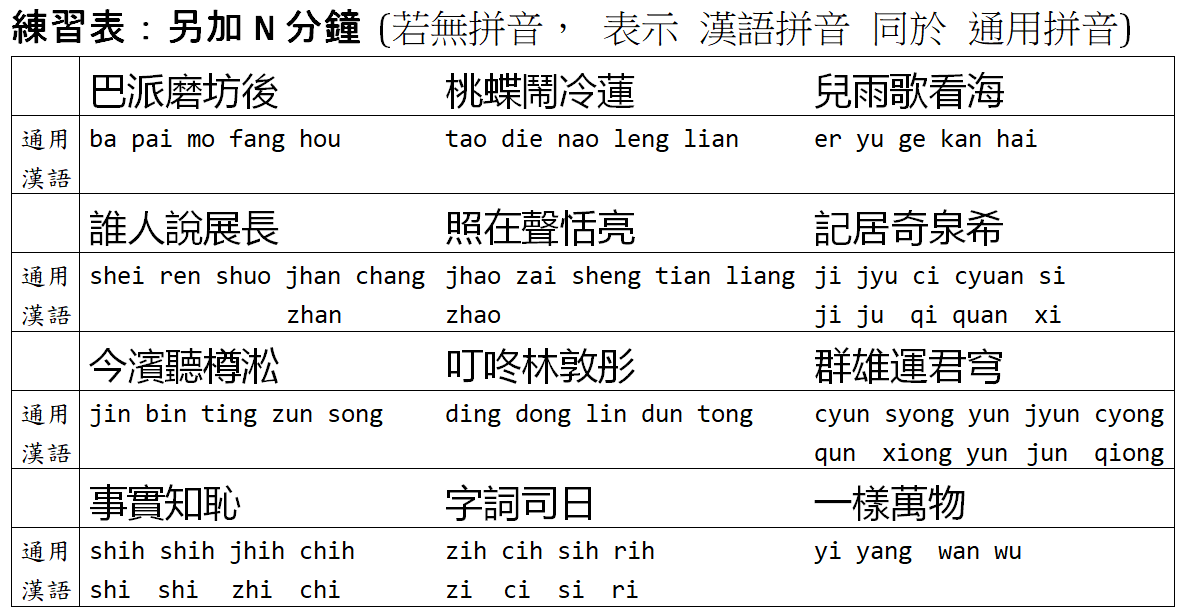 練習表：另加 N 分鐘 (若無拼音， 表示 漢語拼音 同於 通用拼音)
巴派磨坊後 桃蝶鬧冷蓮 兒雨歌看海
通用 ba pai mo fang hou tao die nao leng lian er yu ge kan hai
漢語
誰人說展長 照在聲恬亮 記居奇泉希
通用 shei ren shuo jhan chang jhao zai sheng tian liang ji jyu ci cyuan si
漢語 zhan zhao ji ju qi quan xi
今濱聽樽淞 叮咚林敦彤 群雄運君穹
通用 jin bin ting zun song ding dong lin dun tong cyun syong yun jyun cyong
漢語 qun xiong yun jun qiong
事實知恥 字詞司日 一樣萬物
通用 shih shih jhih chih zih cih sih rih yi yang wan wu
漢語 shi shi zhi chi zi ci si ri